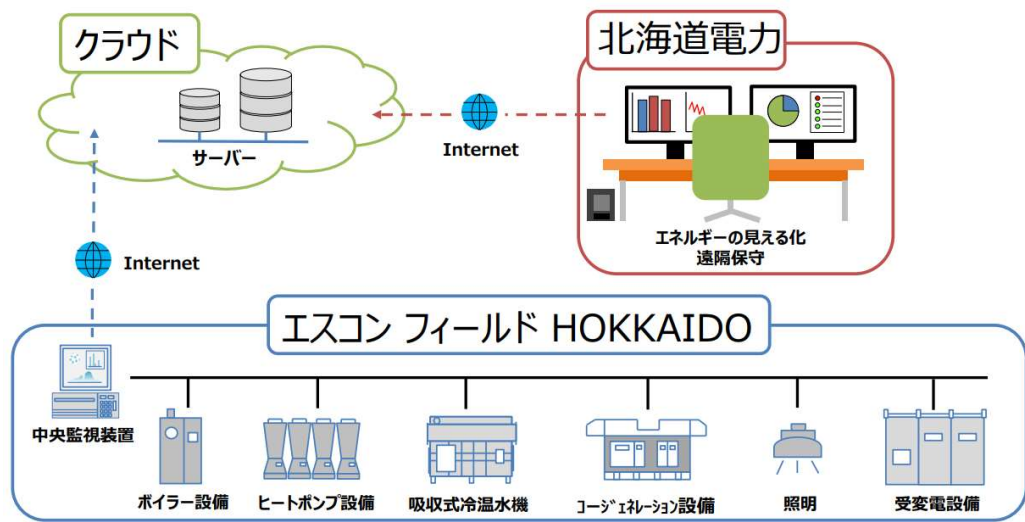 クラウド
サーバー
Internet
北海道電力
エネルギーの見える化
遠隔保守
Internet
エスコン フィールド HOKKAIDO
中央監視装置
ボイラー設備
ヒートポンプ設備
吸収式冷温水機
コージェネレーション設備
照明
受変電設備